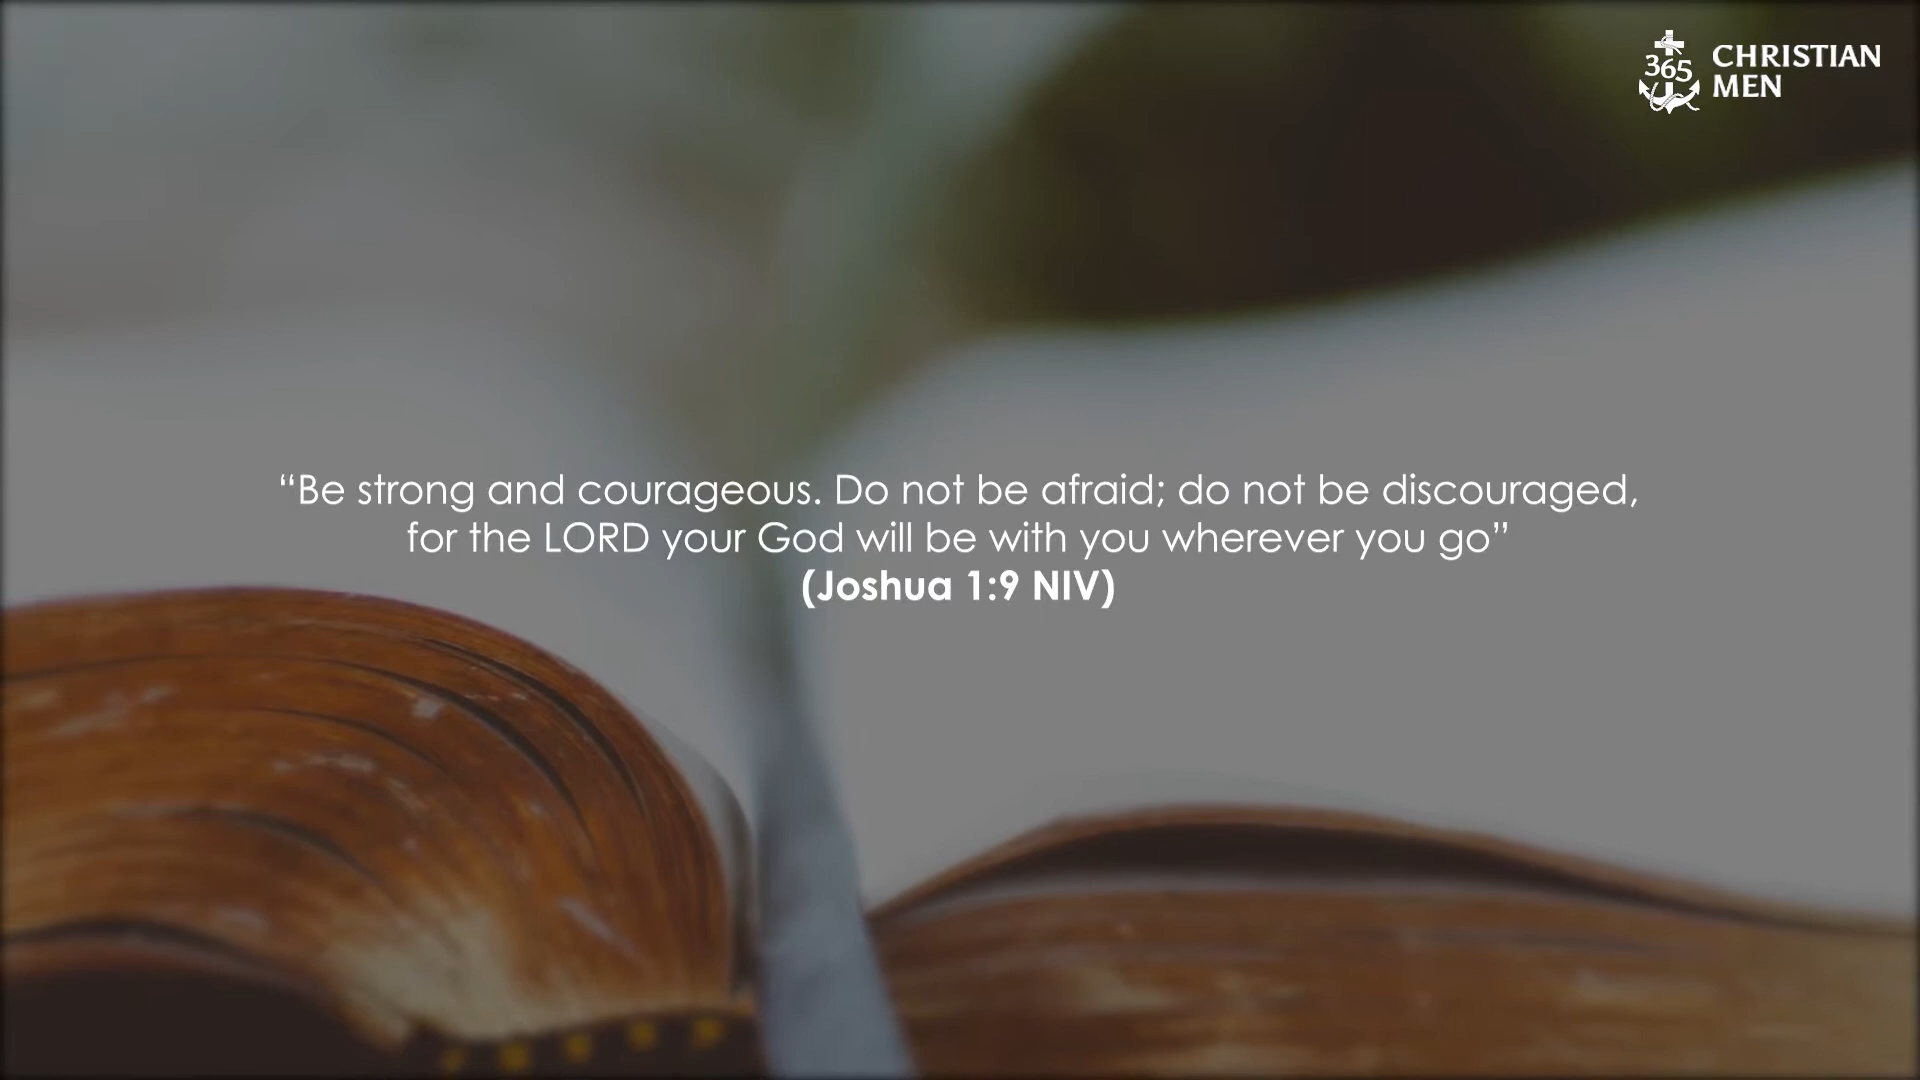 365
CHRISTIAN
MEN
“Be strong and courageous. Do not be afraid; do not be discouraged,
for the LORD your God will be with you wherever you go”
(Joshua 1:9 NIV)